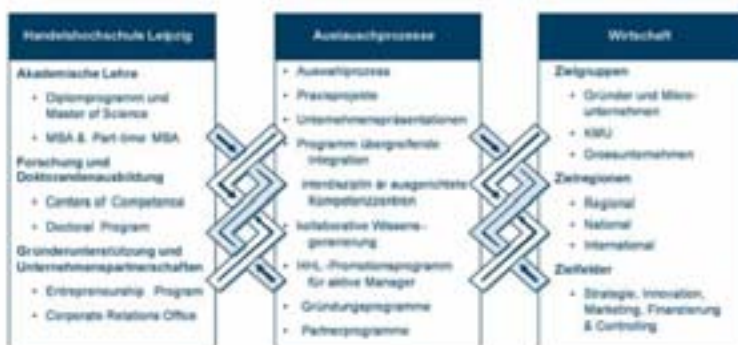 Handelshochschule Leipzig
Akademische Lehre
• Diplomprogramm und
Master of Science
• MBA & Part-time MBA
Forschung und
Doktorandenausbildung
• Centers of Competence
• Doctoral Program
Gründerunterstützung und
Unternehmenspartnerschaften
• Entrepreneurship Program
• Corporate Relations Office
Austauschprozesse
• Auswahlprozess
• Praxisprojekte
• Unternehmenspräsentationen
• Programm übergreifende
Integration
interdisziplin är ausgerichtete
Kompetenzzentren
• kollaborative Wissens-
generierung
• HHL-Promotionsprogramm
für aktive Manager
• Gründungsprogramme
• Partnerprogramme
Wirtschaft
Zielgruppen
• Gründer und Mikro-
unternehmen
• KMU
• Grossunternehmen
Zielregionen
• Regional
• National
• International
Zielfelder
• Strategie, Innovation,
Marketing, Finanzierung
& Controlling